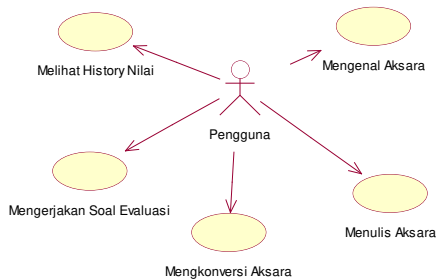 Melihat History Nilai
Mengenal Aksara
Pengguna
Mengerjakan Soal Evaluasi
Menulis Aksara
Mengkonversi Aksara